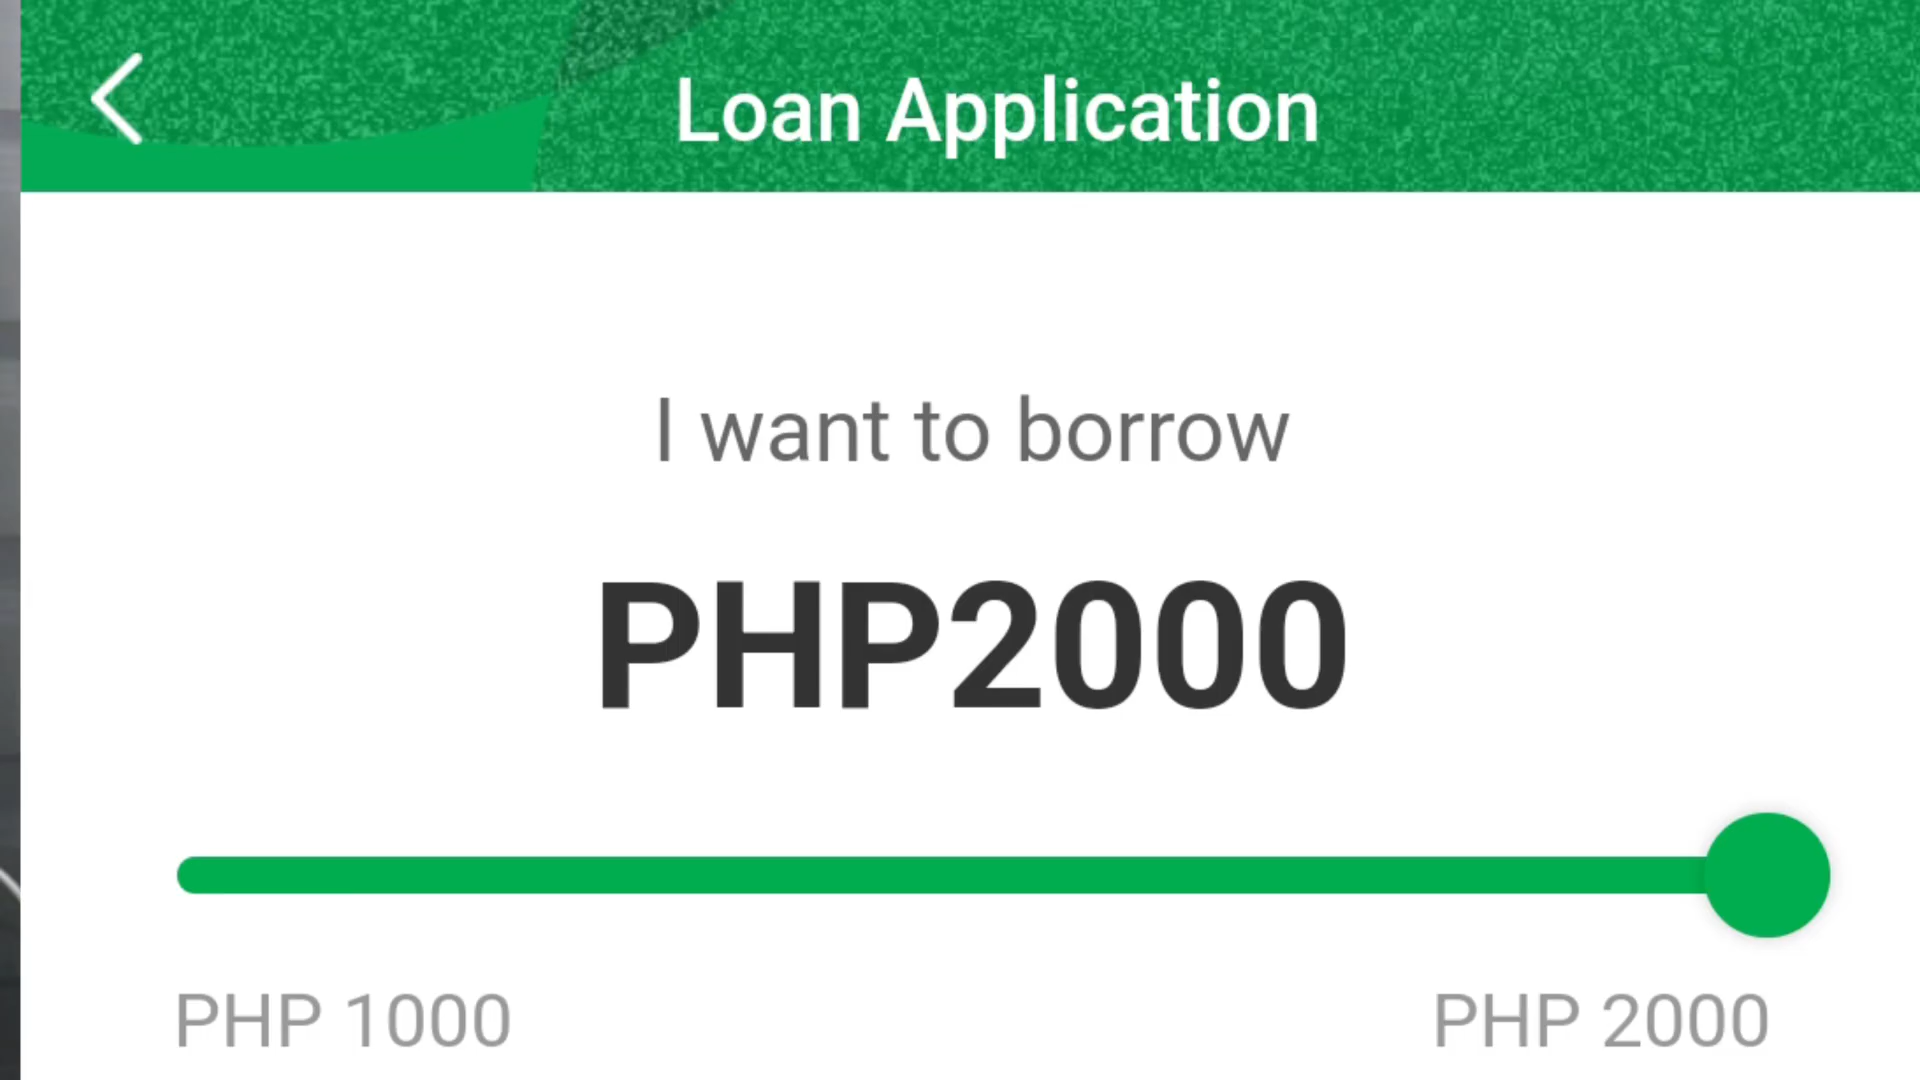 Loan Application
I want to borrow
PHP2000
PHP 1000
PHP 2000